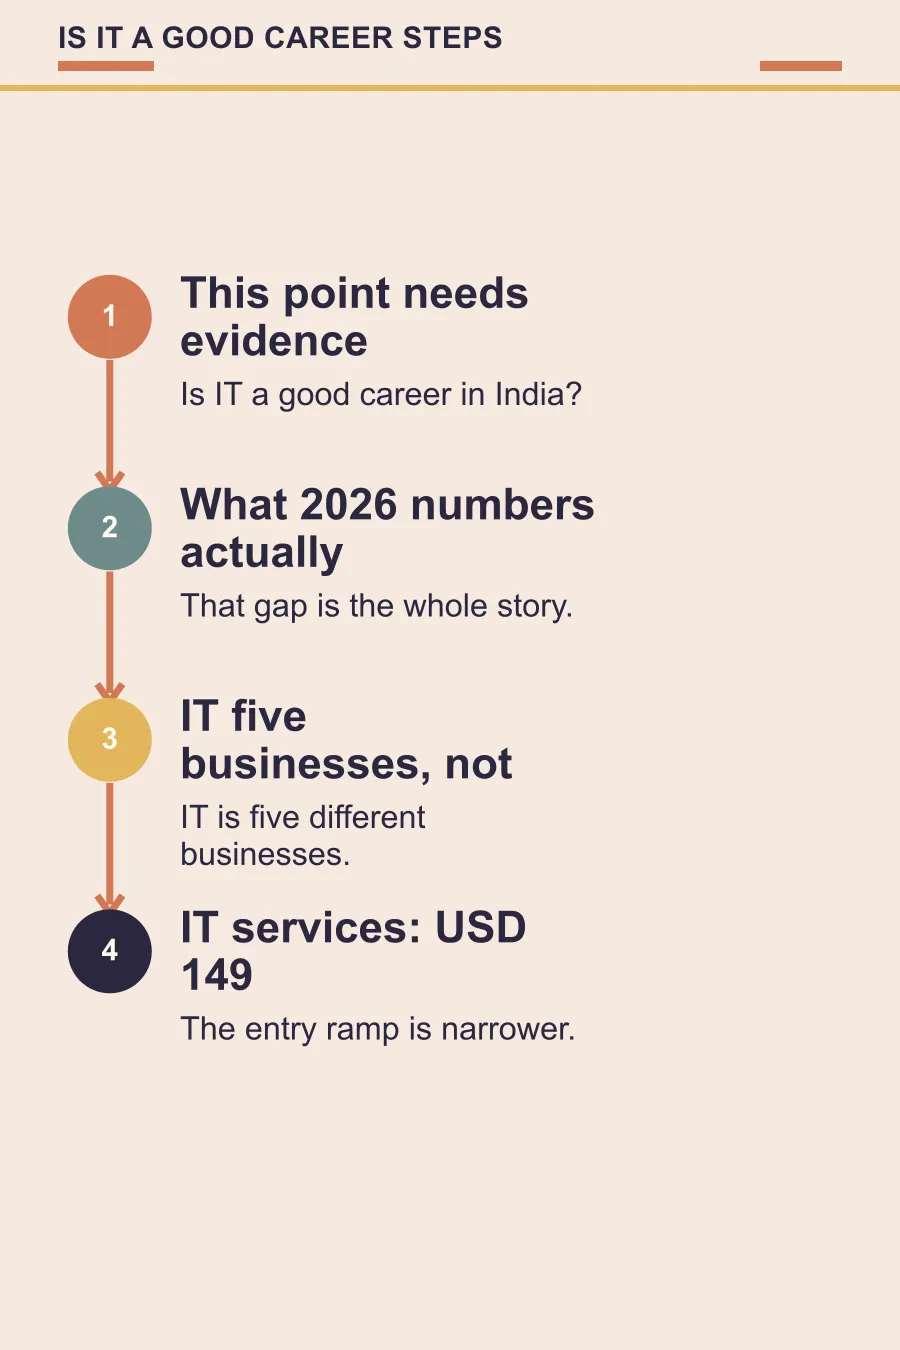 IS IT A GOOD CAREER STEPS
1
This point needs
evidence
Is IT a good career in India?
2
What 2026 numbers
actually
That gap is the whole story.
3
IT five
businesses, not
IT is five different
businesses.
4
IT services: USD
149
The entry ramp is narrower.